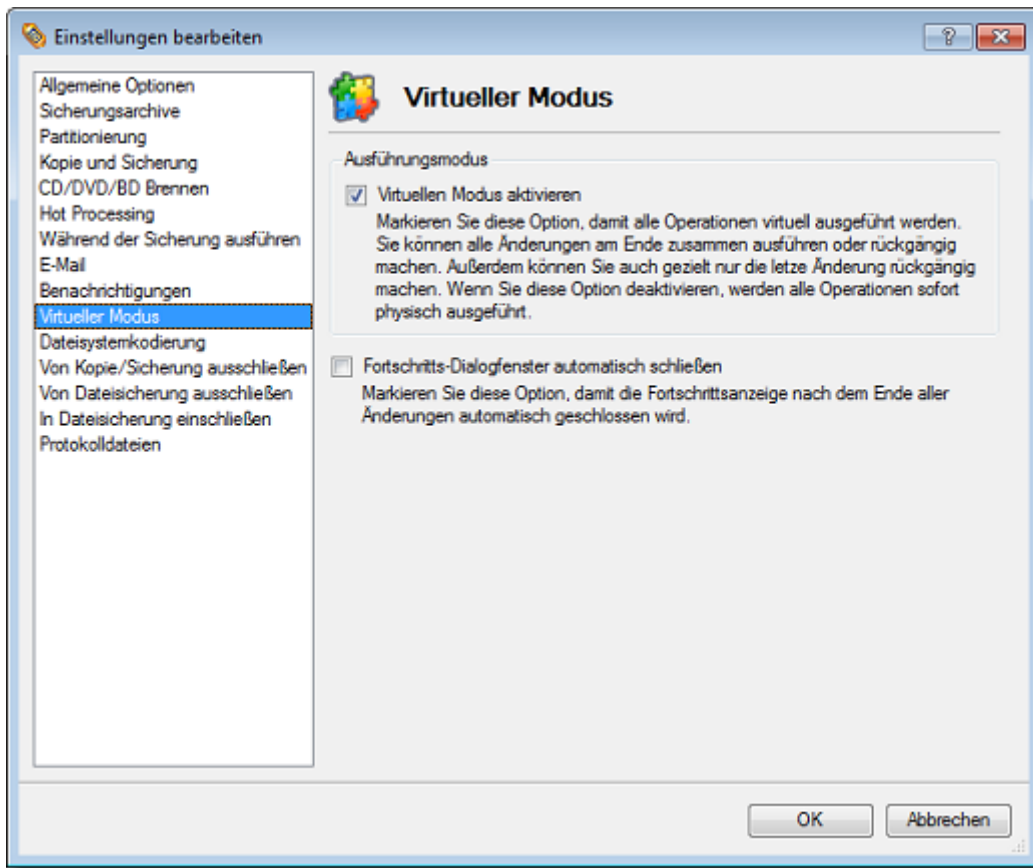 Einstellungen bearbeiten
Allgemeine Optionen
Sicherungsarchive
Partitionierung
Kopie und Sicherung
CD/DVD/BD Brennen
Hot Processing
Während der Sicherung ausführen
E-Mail
Benachrichtigungen
Virtueller Modus
Dateisystemkodierung
Von Kopie/Sicherung ausschließen
Von Dateisicherung ausschließen
In Dateisicherung einschließen
Protokolldateien
Virtueller Modus
Ausführungsmodus
Virtuellen Modus aktivieren
Markieren Sie diese Option, damit alle Operationen virtuell ausgeführt werden.
Sie können alle Änderungen am Ende zusammen ausführen oder rückgängig
machen. Außerdem können Sie auch gezielt nur die letze Änderung rückgängig
machen. Wenn Sie diese Option deaktivieren, werden alle Operationen sofort
physisch ausgeführt.
Fortschritts-Dialogfenster automatisch schließen
Markieren Sie diese Option, damit die Fortschrittsanzeige nach dem Ende aller
Änderungen automatisch geschlossen wird.
OK
Abbrechen